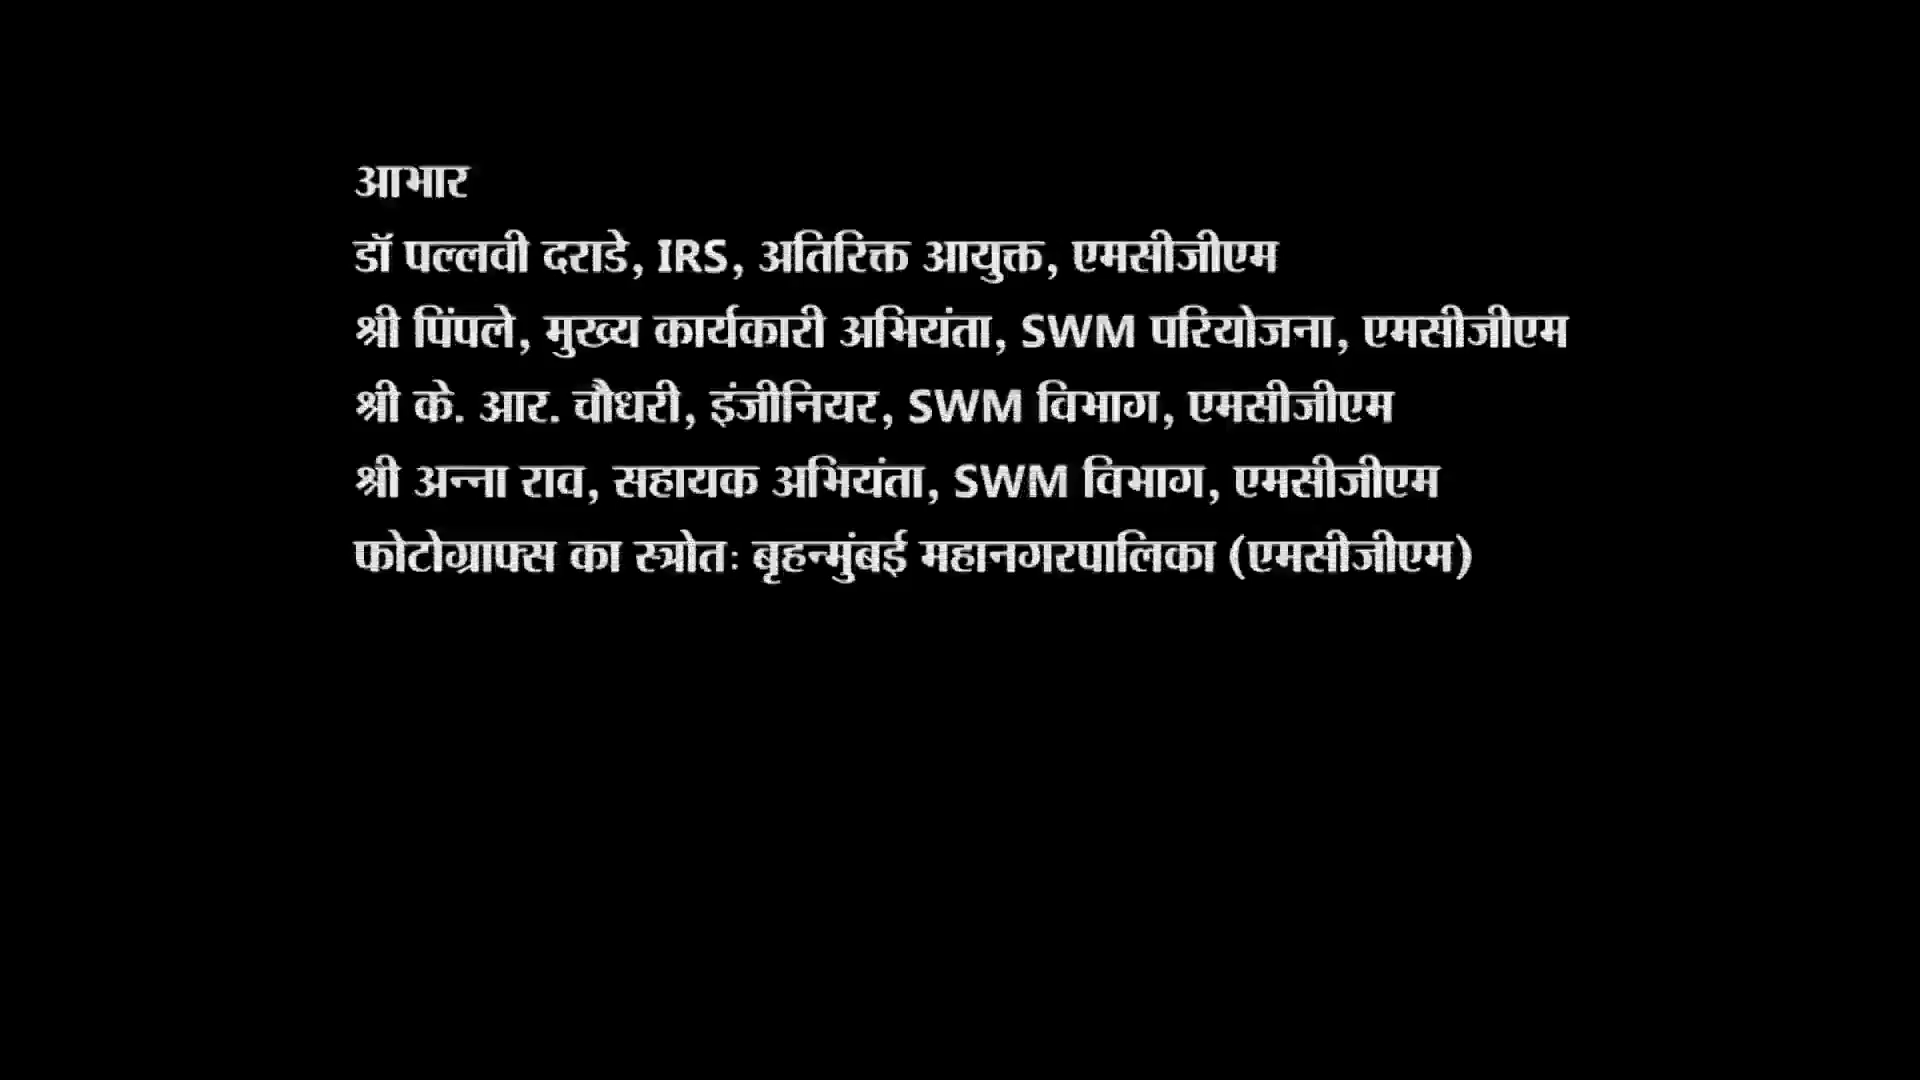 आभार
डॉ पल्लवी दराडे, IRS, अतिरिक्त आयुक्त, एमसीजीएम
श्री पिंपले, मुख्य कार्यकारी अभियंता, SWM परियोजना, एमसीजीएम
श्री के. आर. चौधरी, इंजीनियर, SWM विभाग, एमसीजीएम
श्री अन्ना राव, सहायक अभियंता, SWM विभाग, एमसीजीएम
फोटोग्राफ्स का स्त्रोतः बृहन्मुंबई महानगरपालिका (एमसीजीएम)